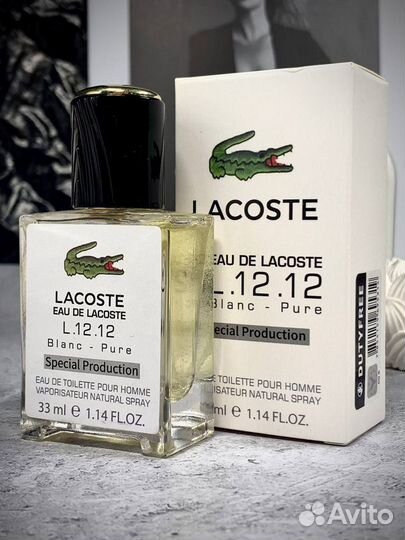 LACOSTE
EAU DE LACOSTE
L.12.12
Blanc - Pure
Special Production
EAU DE TOILETTE POUR HOMME
VAPORISATEUR NATURAL SPRAY
33 ml e 1.14 FL.OZ.
LACOSTE
EAU DE LACOSTE
L.12.12
Blanc - Pure
Special Production
DE TOILETTE POUR HOMME
ISATEUR NATURAL SPRAY
ml e 1.14 FL.OZ.
DUTYFREE
Avito